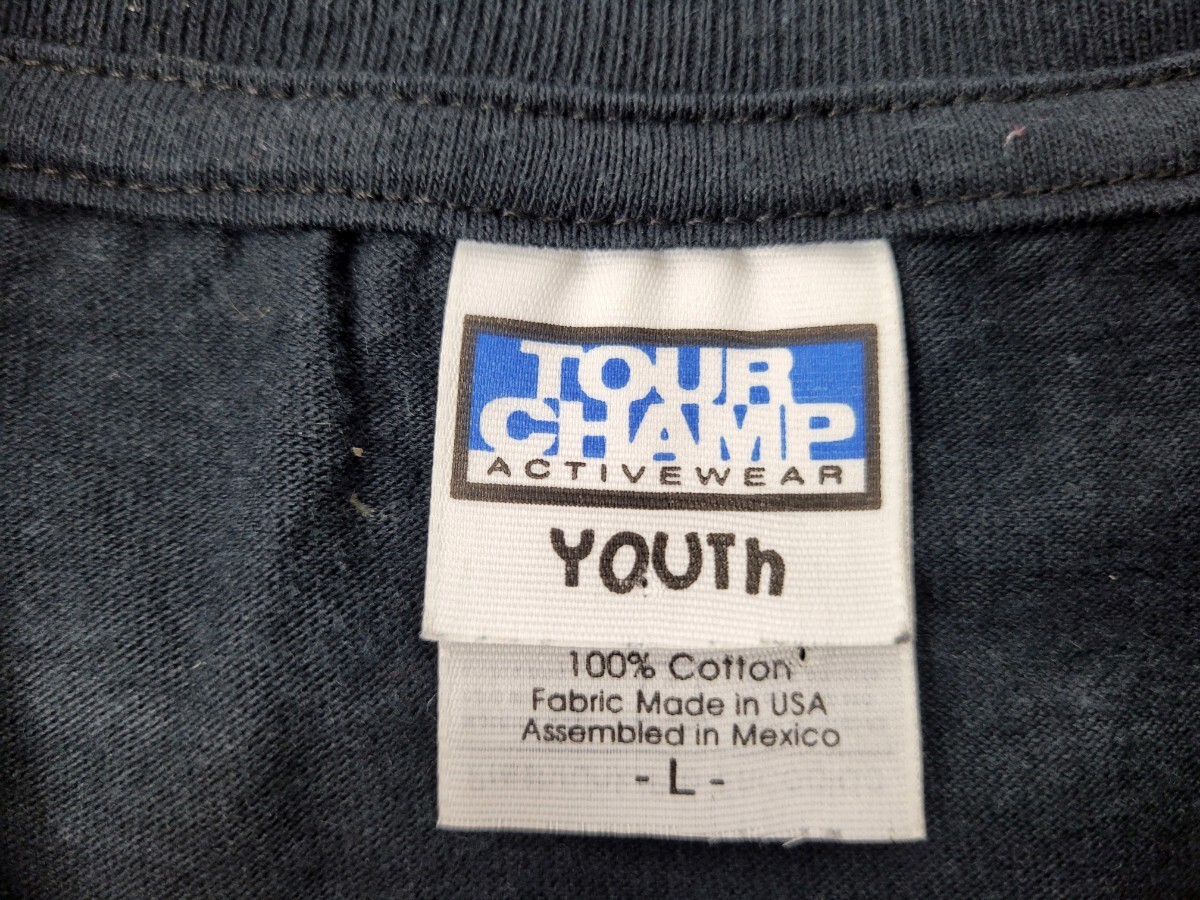 TOUR
CHAMP
ACTIVEWEAR
YOUTh
100% Cotton
Fabric Made in USA
Assembled in Mexico
- L -